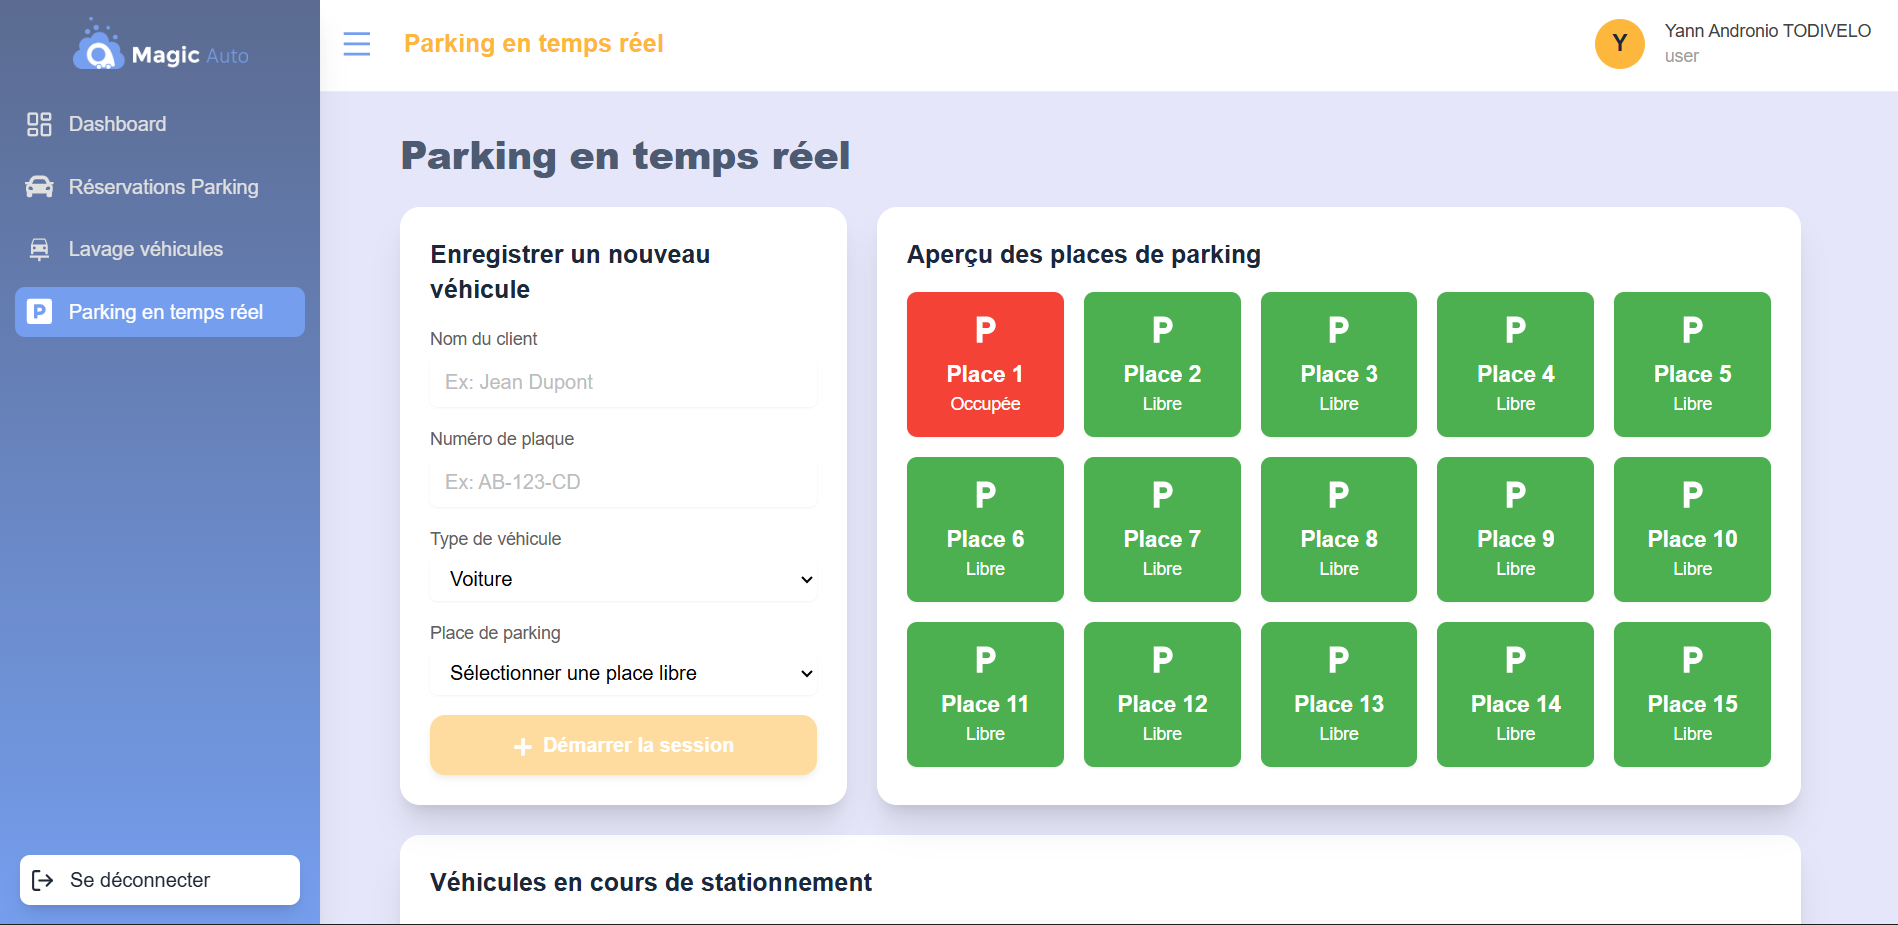 Magic Auto
Dashboard
Réservations Parking
Lavage véhicules
P
Parking en temps réel
Se déconnecter
Parking en temps réel
Y
Yann Andronio TODIVELO
user
Parking en temps réel
Enregistrer un nouveau
véhicule
Nom du client
Ex: Jean Dupont
Numéro de plaque
Ex: AB-123-CD
Type de véhicule
Voiture
Place de parking
Sélectionner une place libre
+ Démarrer la session
Aperçu des places de parking
P
Place 1
Occupée
P
Place 2
Libre
P
Place 3
Libre
P
Place 4
Libre
P
Place 5
Libre
P
Place 6
Libre
P
Place 7
Libre
P
Place 8
Libre
P
Place 9
Libre
P
Place 10
Libre
P
Place 11
Libre
P
Place 12
Libre
P
Place 13
Libre
P
Place 14
Libre
P
Place 15
Libre
Véhicules en cours de stationnement